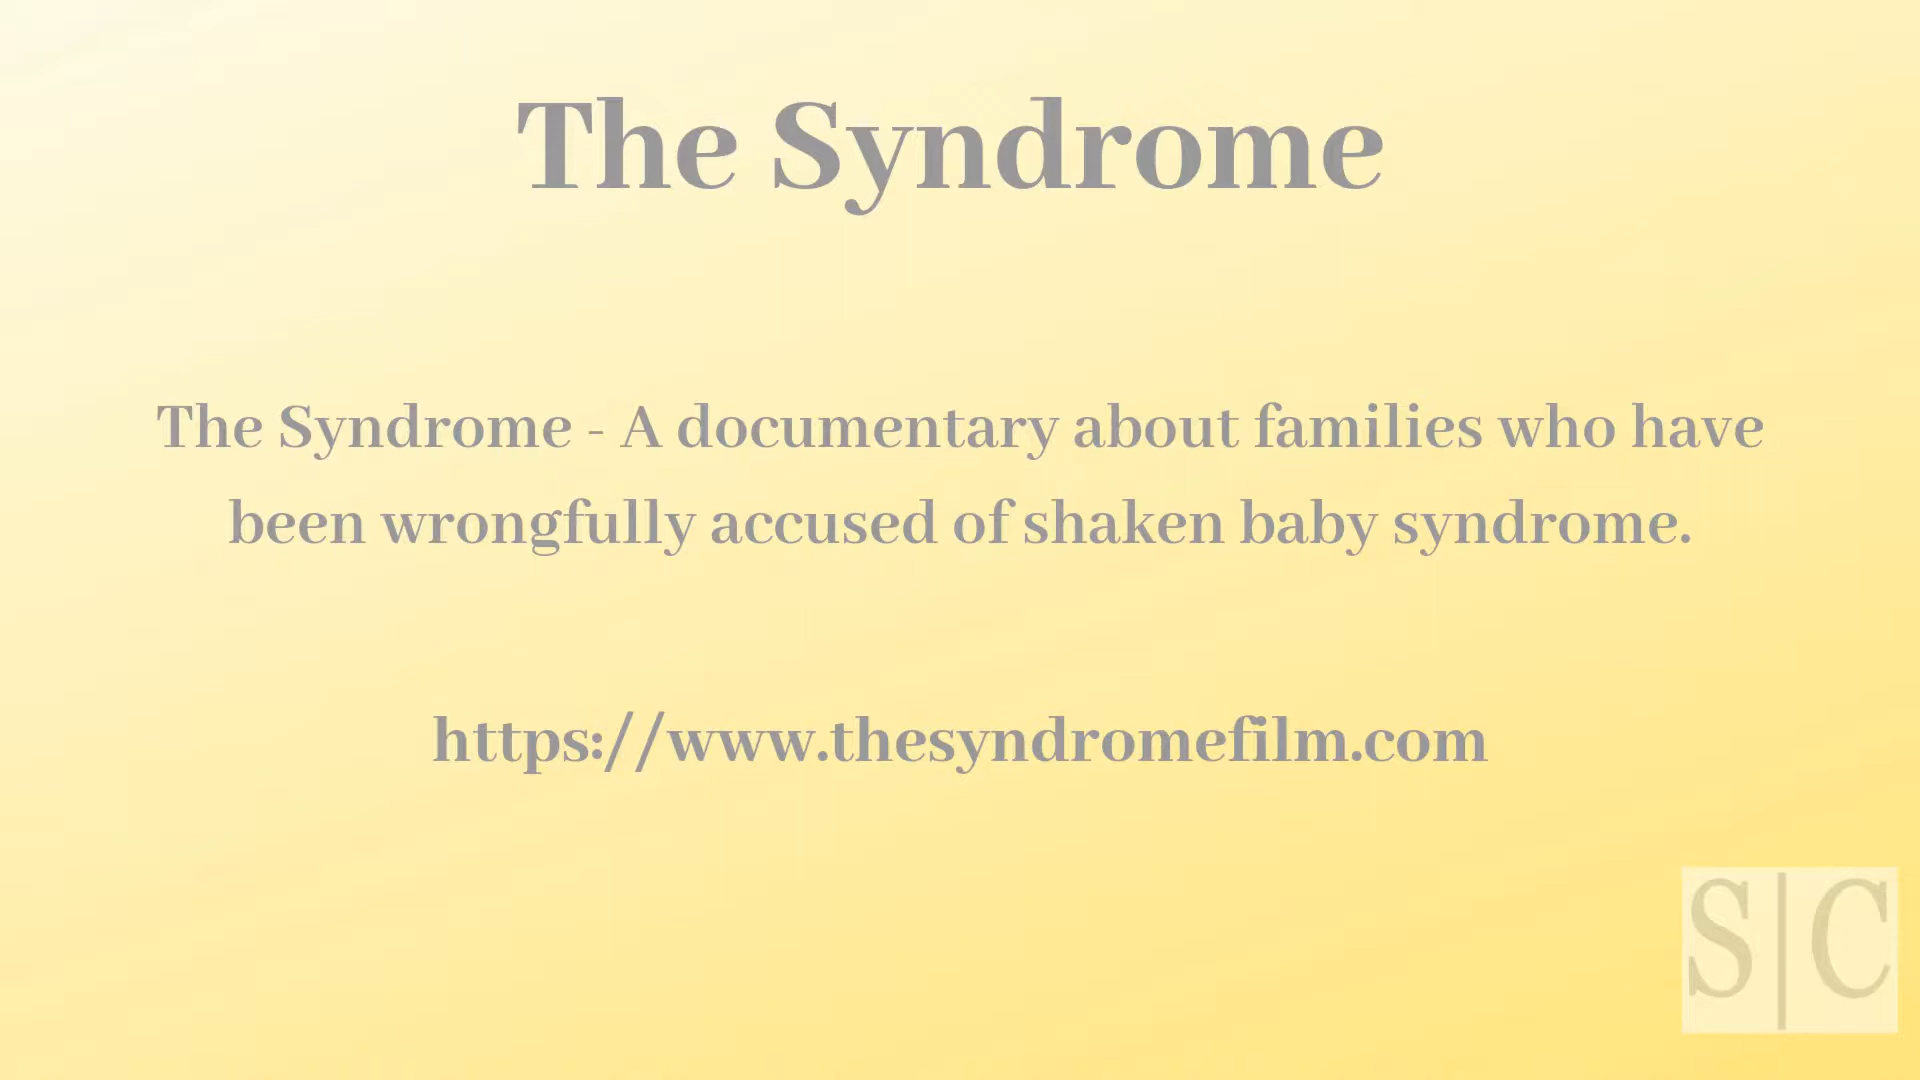 The Syndrome
The Syndrome - A documentary about families who have
been wrongfully accused of shaken baby syndrome.
https://www.thesyndromefilm.com
S|C